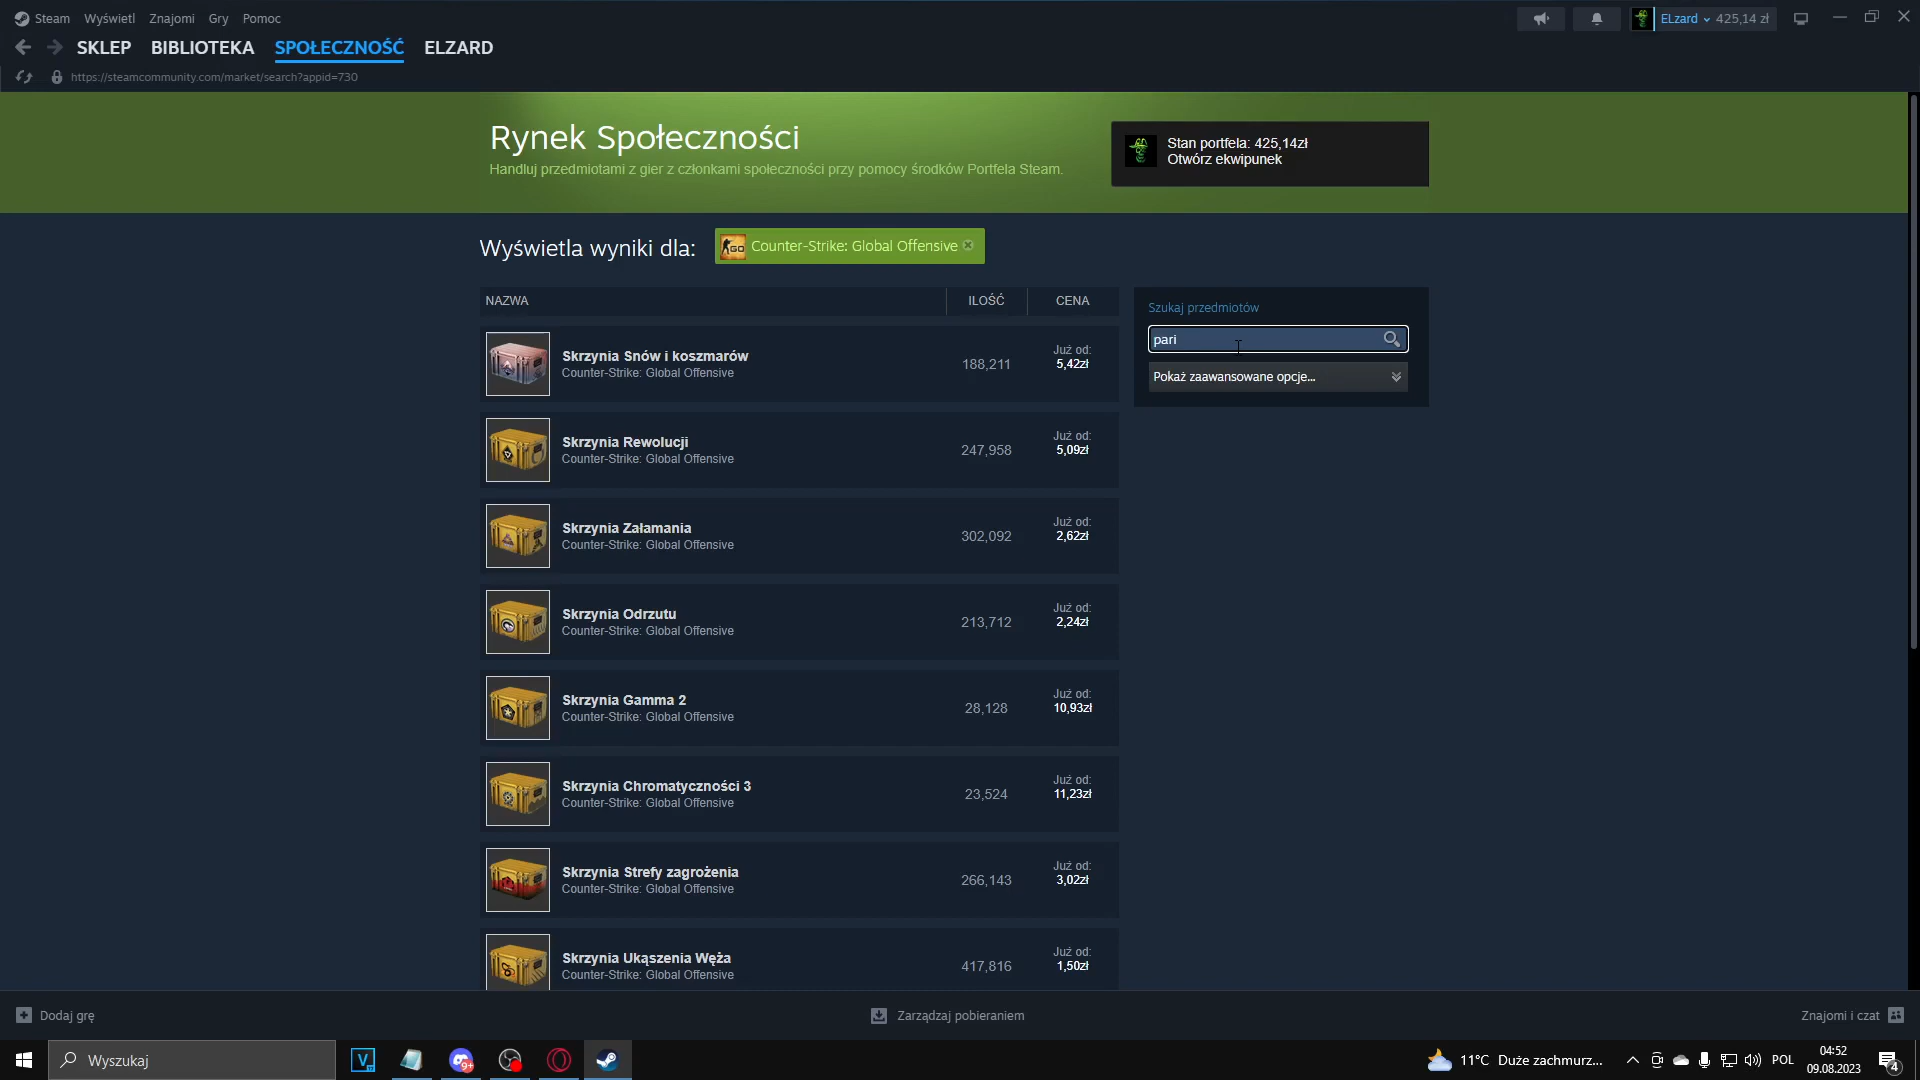 Steam Wyświetl Znajomi Gry Pomoc
ELzard 425,14 zł
SKLEP BIBLIOTEKA SPOŁECZNOŚĆ ELZARD
https://steamcommunity.com/market/search?appid=730
Rynek Społeczności
Handluj przedmiotami z gier z członkami społeczności przy pomocy środków Portfela Steam.
Stan portfela: 425,14zł
Otwórz ekwipunek
Wyświetla wyniki dla: Counter-Strike: Global Offensive
NAZWA ILOŚĆ CENA
Skrzynia Snów i koszmarów
Counter-Strike: Global Offensive
188,211
Już od:
5,42zł
Skrzynia Rewolucji
Counter-Strike: Global Offensive
247,958
Już od:
5,09zł
Skrzynia Załamania
Counter-Strike: Global Offensive
302,092
Już od:
2,62zł
Skrzynia Odrzutu
Counter-Strike: Global Offensive
213,712
Już od:
2,24zł
Skrzynia Gamma 2
Counter-Strike: Global Offensive
28,128
Już od:
10,93zł
Skrzynia Chromatyczności 3
Counter-Strike: Global Offensive
23,524
Już od:
11,23zł
Skrzynia Strefy zagrożenia
Counter-Strike: Global Offensive
266,143
Już od:
3,02zł
Skrzynia Ukąszenia Węża
Counter-Strike: Global Offensive
417,816
Już od:
1,50zł
Szukaj przedmiotów
pari
Pokaż zaawansowane opcje...
Dodaj grę
Zarządzaj pobieraniem
Znajomi i czat
Wyszukaj
V
9+
11°C Duże zachmurz...
POL
04:52
09.08.2023
4